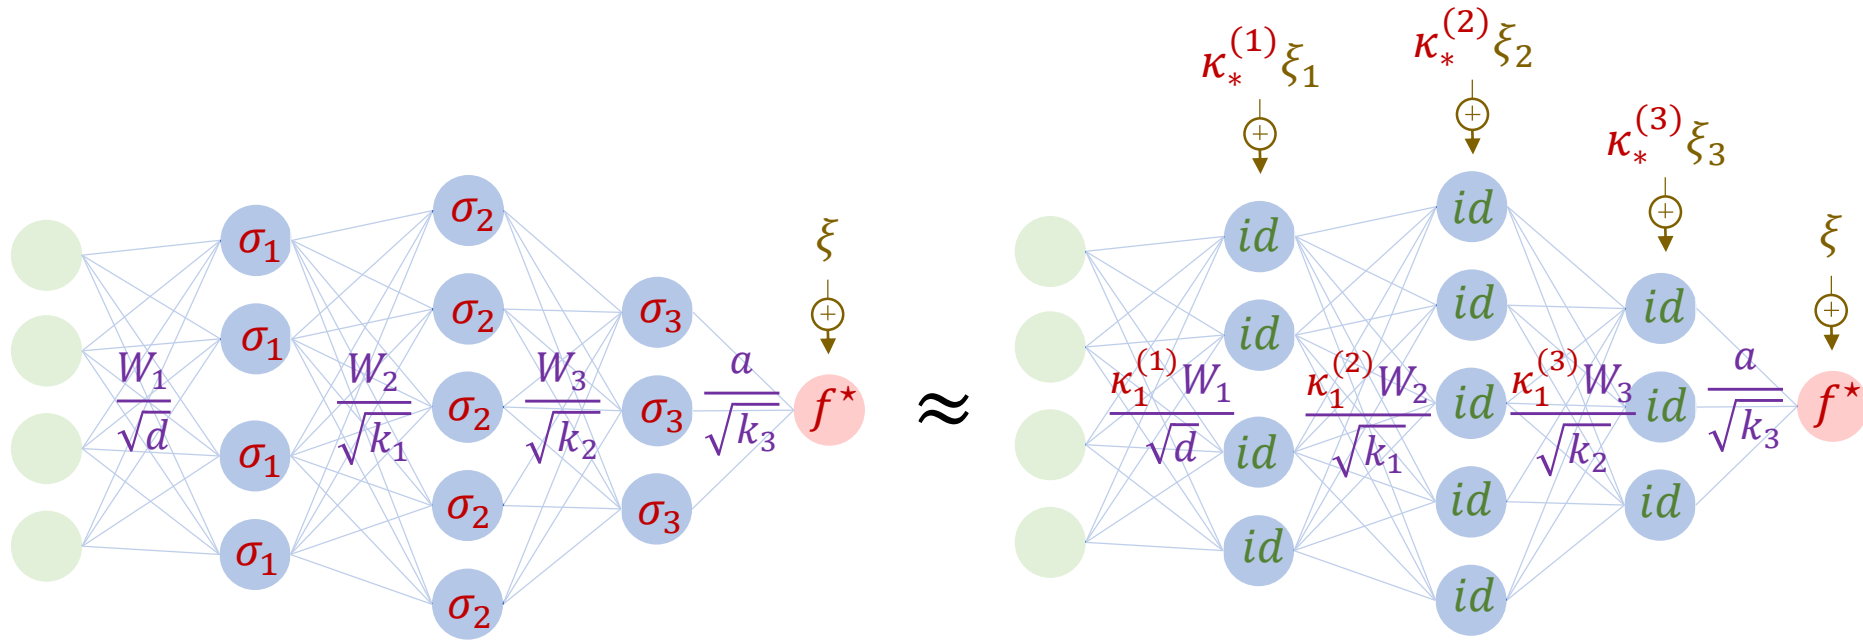 σ₁
σ₁
σ₁
σ₁
σ₂
σ₂
σ₂
σ₂
σ₂
σ₃
σ₃
σ₃
W₁/√d
W₂/√k₁
W₃/√k₂
a/√k₃
ξ
f⋆
≈
κ∗⁽¹⁾ξ₁
κ∗⁽²⁾ξ₂
κ∗⁽³⁾ξ₃
ξ
id
id
id
id
id
id
id
id
id
id
id
id
κ₁⁽¹⁾W₁/√d
κ₁⁽²⁾W₂/√k₁
κ₁⁽³⁾W₃/√k₂
a/√k₃
f⋆